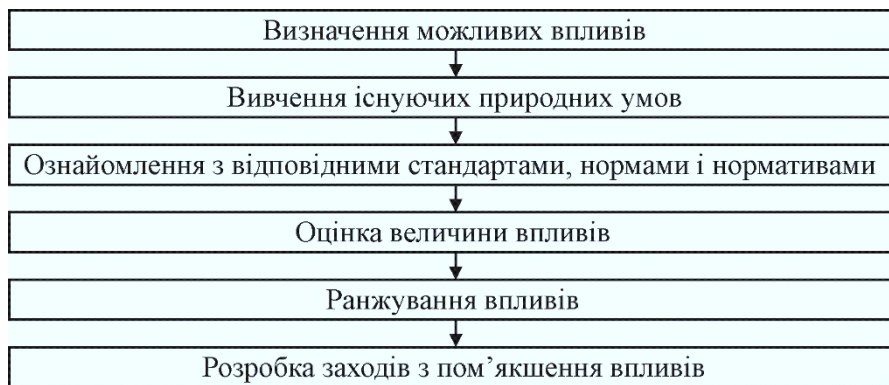 Визначення можливих впливів
Вивчення існуючих природних умов
Ознайомлення з відповідними стандартами, нормами і нормативами
Оцінка величини впливів
Ранжування впливів
Розробка заходів з пом’якшення впливів